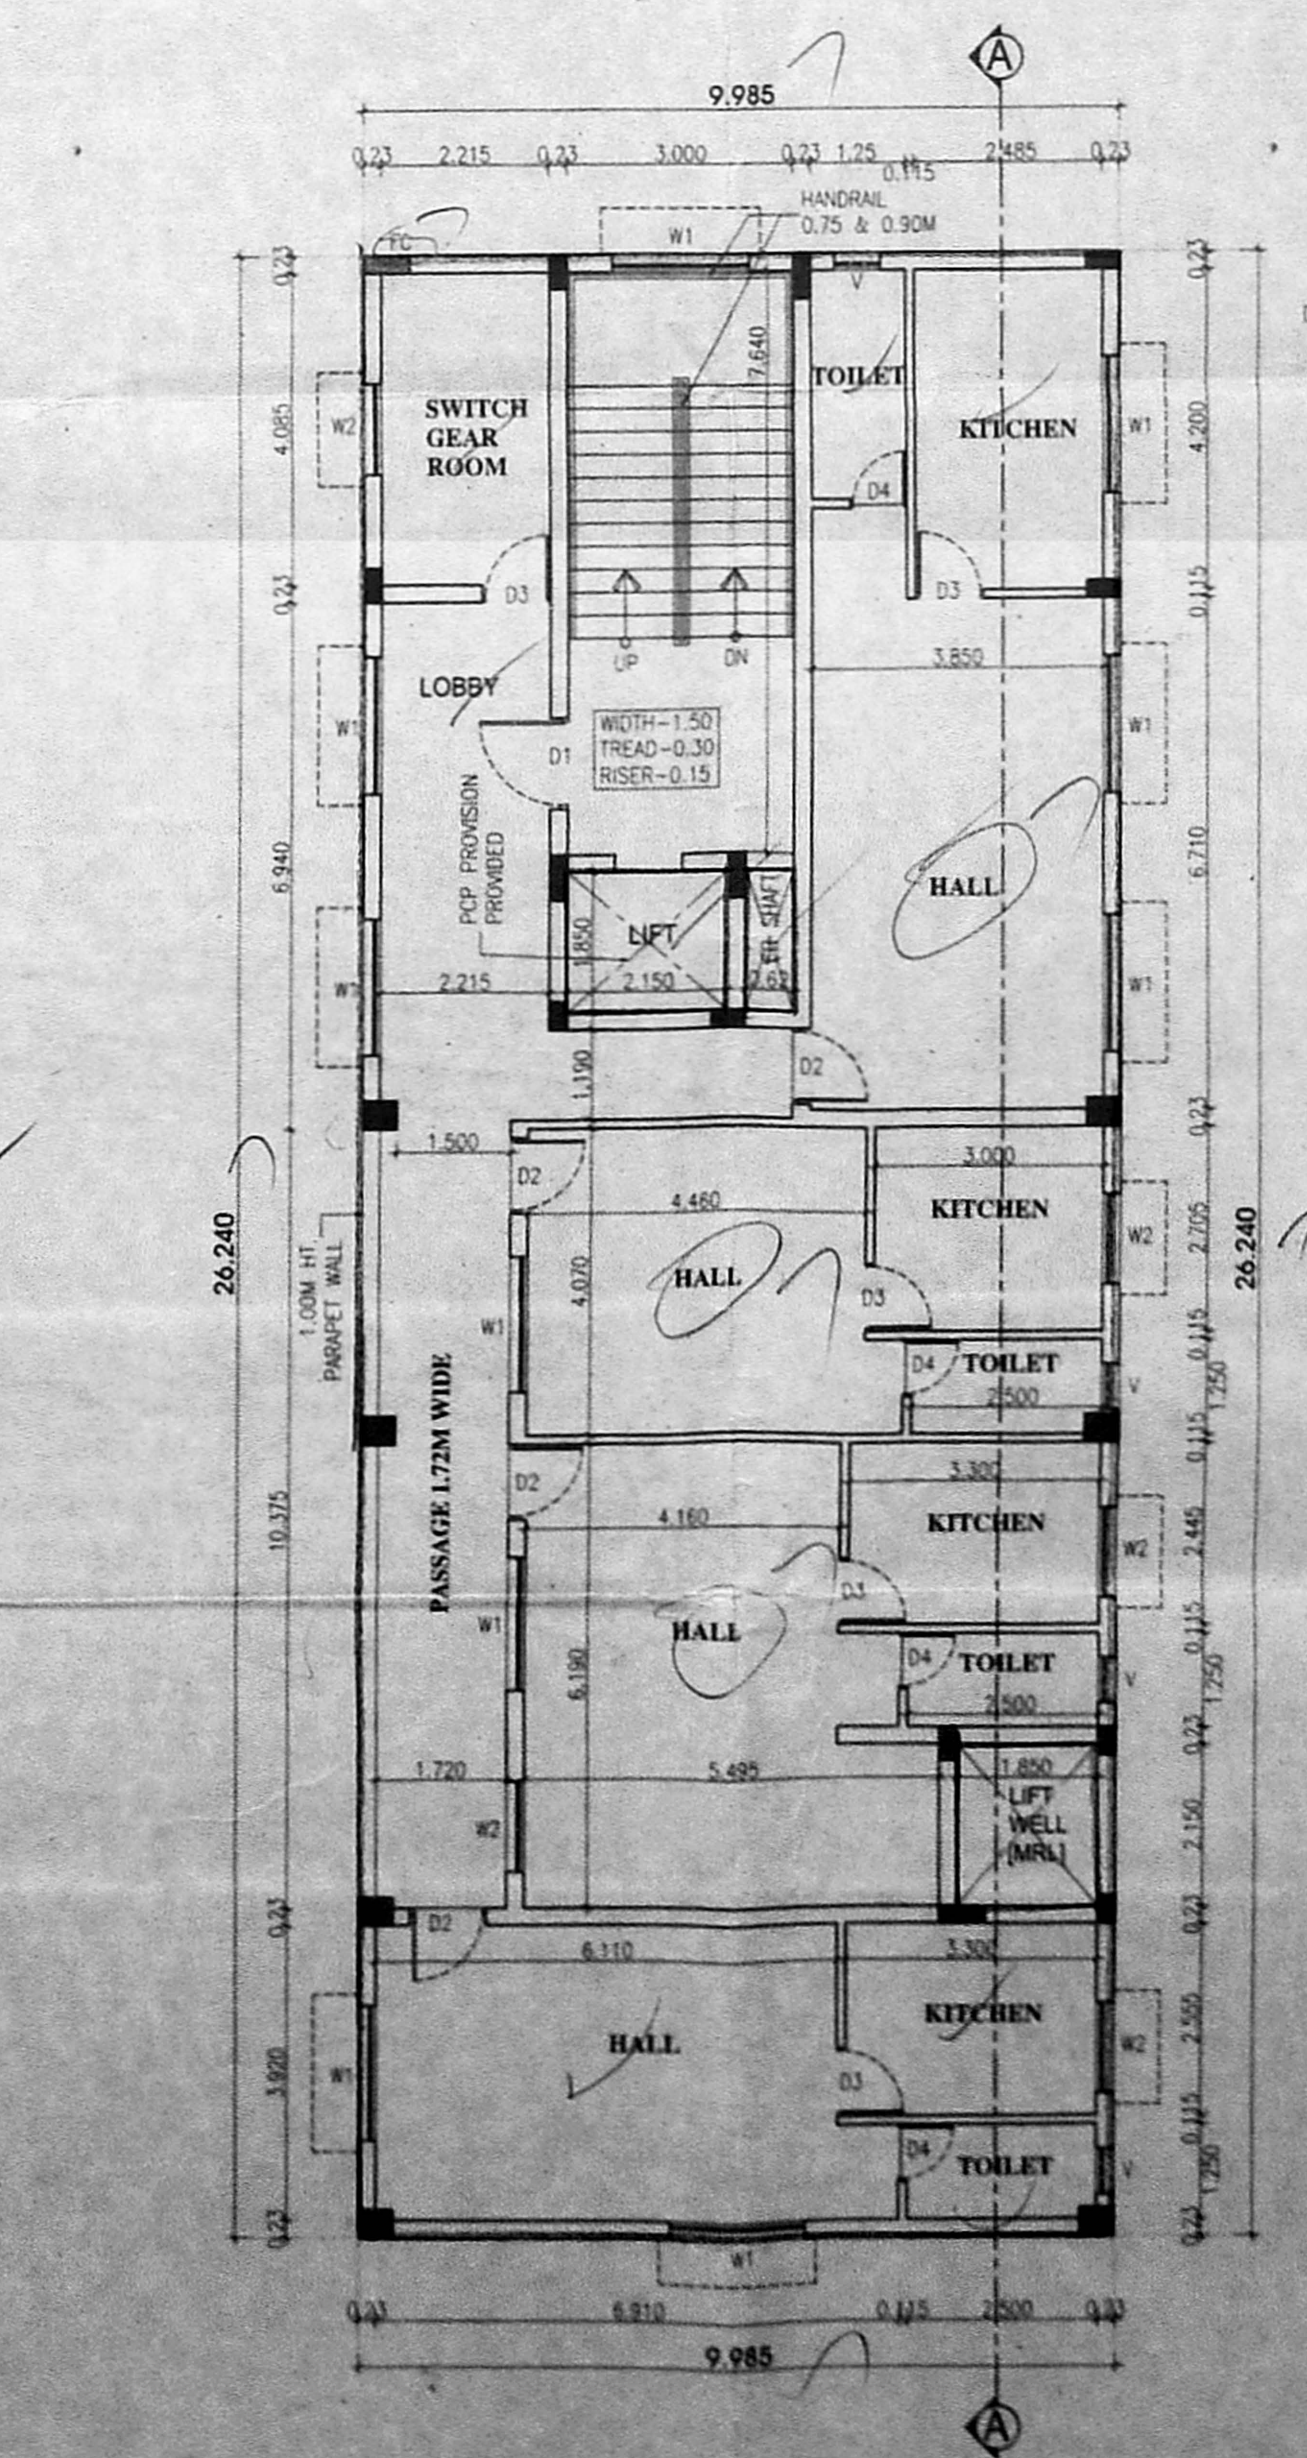 A
9.985
0.23 2.215 0.23 3.000 0.23 1.25 0.115 2.485 0.23
HANDRAIL
0.75 & 0.90M
FC
W1
V
0.23
0.23
7.640
TOILET
SWITCH
GEAR
ROOM
KITCHEN
W2
W1
4.085
4.200
D4
D3
D3
0.23
0.115
UP
DN
3.850
LOBBY
W1
W1
WIDTH-1.50
TREAD-0.30
RISER-0.15
D1
PCP PROVISION
PROVIDED
6.940
6.710
HALL
LIFT
SHAFT
1.850
2.215
2.150
W1
W1
D2
1.190
0.23
1.500
D2
3.000
4.460
KITCHEN
W2
2.705
26.240
26.240
1.00M HT.
PARAPET WALL
HALL
4.070
D3
W1
0.115
D4
TOILET
2.500
V
1.250
0.115
PASSAGE 1.72M WIDE
D2
3.300
4.160
KITCHEN
W2
2.445
10.375
D3
W1
HALL
0.115
D4
TOILET
V
1.250
6.190
2.500
0.23
1.720
5.495
1.850
LIFT
WELL
[MRL]
2.150
W2
0.23
0.23
D2
6.110
3.300
KITCHEN
HALL
W2
2.555
W1
3.920
D3
0.115
D4
TOILET
V
1.250
0.23
0.23
W1
0.23 6.910 0.115 2.500 0.23
9.985
A